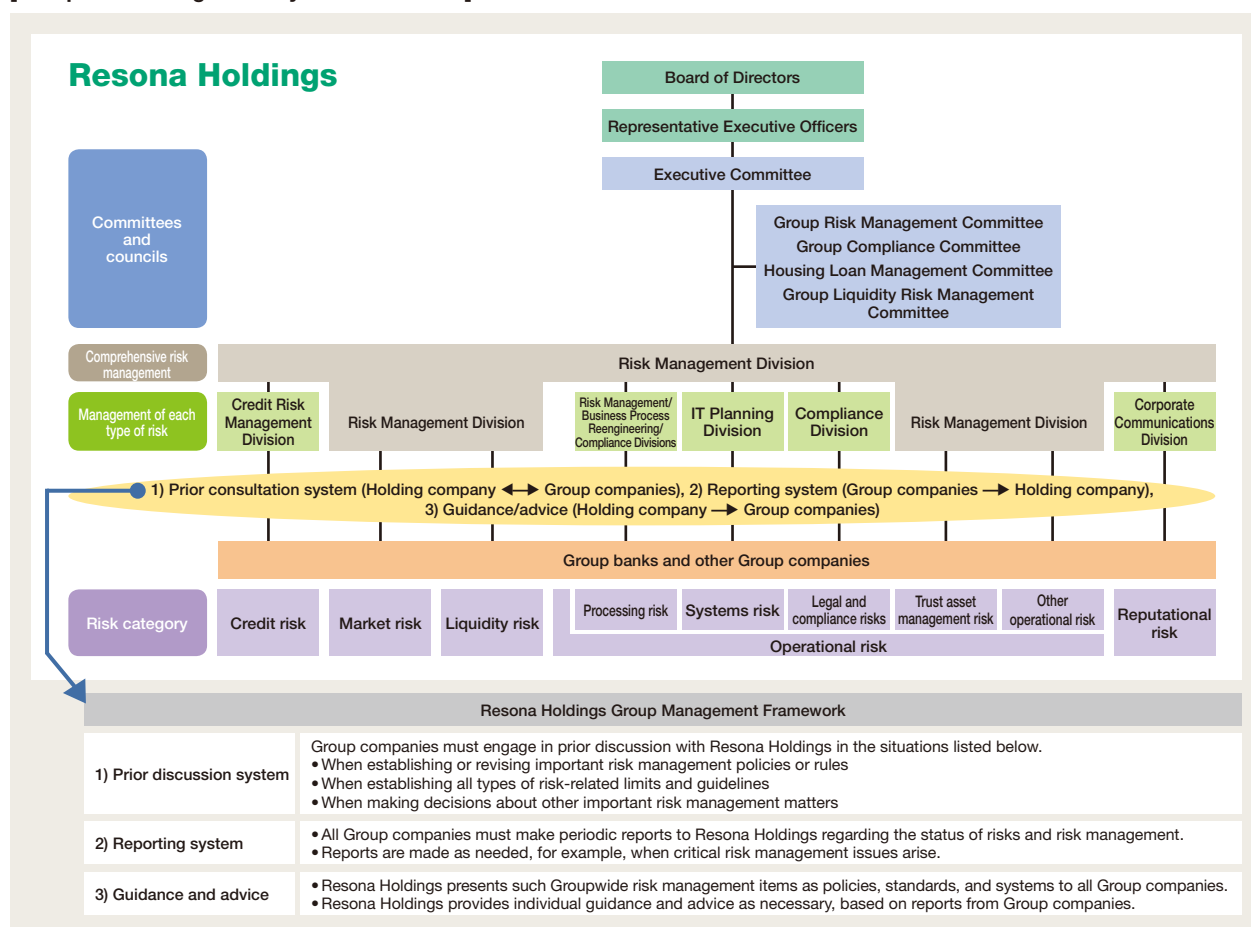 Resona Holdings
Board of Directors
Representative Executive Officers
Executive Committee
Committees
and
councils
Group Risk Management Committee
Group Compliance Committee
Housing Loan Management Committee
Group Liquidity Risk Management
Committee
Comprehensive risk
management
Risk Management Division
Management of each
type of risk
Credit Risk
Management
Division
Risk Management Division
Risk Management/
Business Process
Reengineering/
Compliance Divisions
IT Planning
Division
Compliance
Division
Risk Management Division
Corporate
Communications
Division
1) Prior consultation system (Holding company ↔ Group companies), 2) Reporting system (Group companies → Holding company),
3) Guidance/advice (Holding company → Group companies)
Group banks and other Group companies
Risk category
Credit risk
Market risk
Liquidity risk
Processing risk
Systems risk
Legal and
compliance risks
Trust asset
management risk
Other
operational risk
Operational risk
Reputational
risk
Resona Holdings Group Management Framework
1) Prior discussion system
Group companies must engage in prior discussion with Resona Holdings in the situations listed below.
• When establishing or revising important risk management policies or rules
• When establishing all types of risk-related limits and guidelines
• When making decisions about other important risk management matters
2) Reporting system
• All Group companies must make periodic reports to Resona Holdings regarding the status of risks and risk management.
• Reports are made as needed, for example, when critical risk management issues arise.
3) Guidance and advice
• Resona Holdings presents such Groupwide risk management items as policies, standards, and systems to all Group companies.
• Resona Holdings provides individual guidance and advice as necessary, based on reports from Group companies.